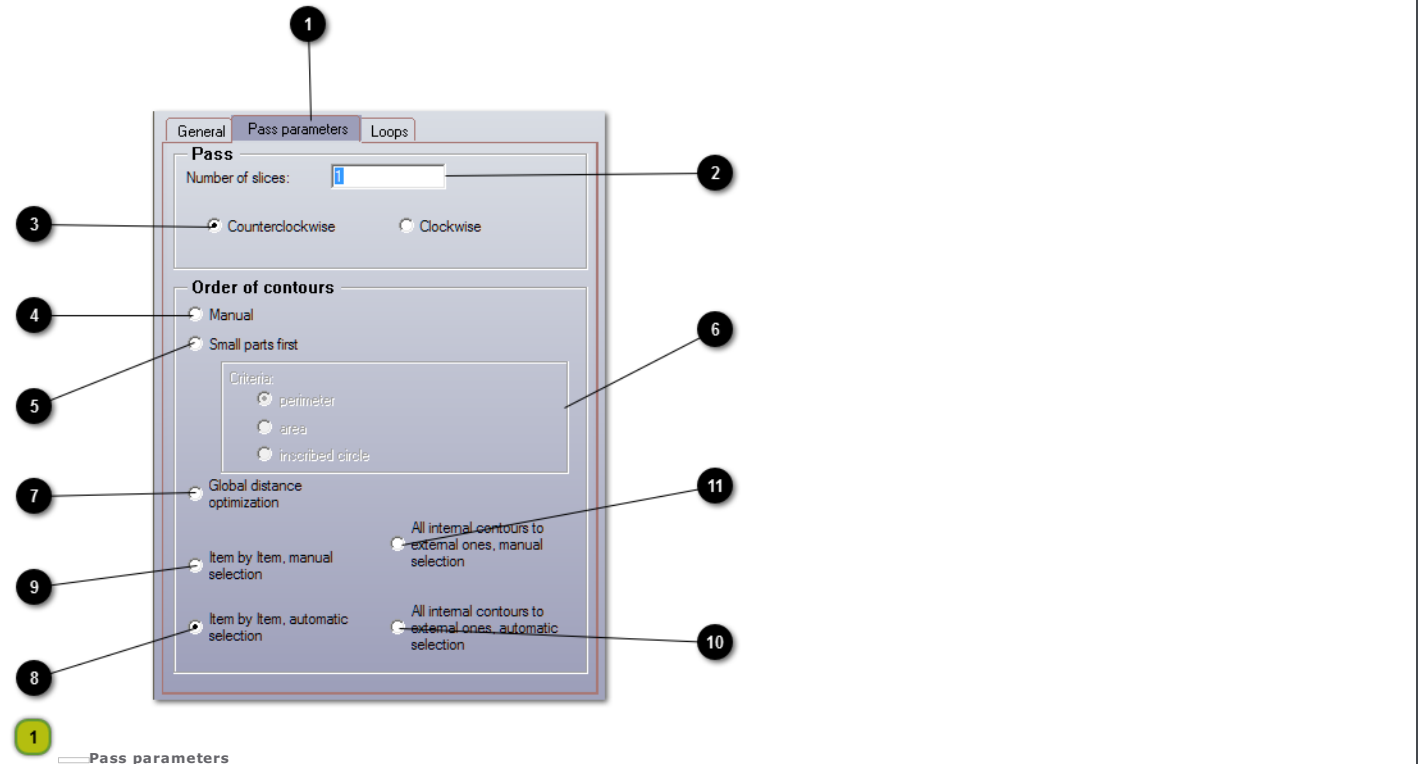 1
General Pass parameters Loops
Pass
Number of slices: 1
2
3
Counterclockwise Clockwise
Order of contours
4
Manual
6
5
Small parts first
Criteria:
perimeter
area
inscribed circle
7
Global distance
optimization
11
All internal contours to
external ones, manual
selection
9
Item by Item, manual
selection
All internal contours to
external ones, automatic
selection
10
8
Item by Item, automatic
selection
1
Pass parameters